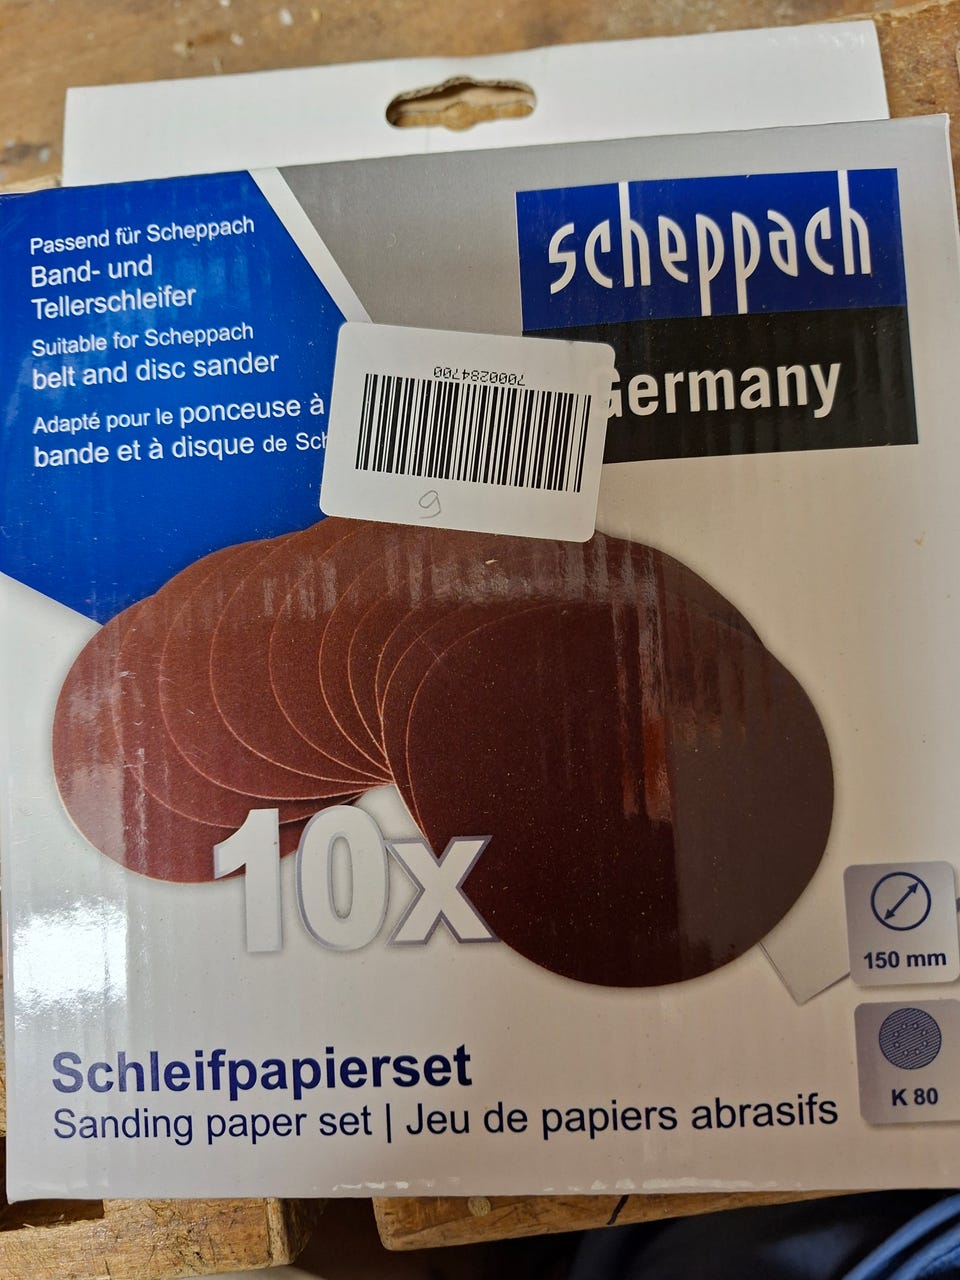 Passend für Scheppach
Band- und
Tellerschleifer
Suitable for Scheppach
belt and disc sander
Adapté pour le ponceuse à
bande et à disque de Sch
scheppach
Germany
7000284700
10x
150 mm
K 80
Schleifpapierset
Sanding paper set | Jeu de papiers abrasifs